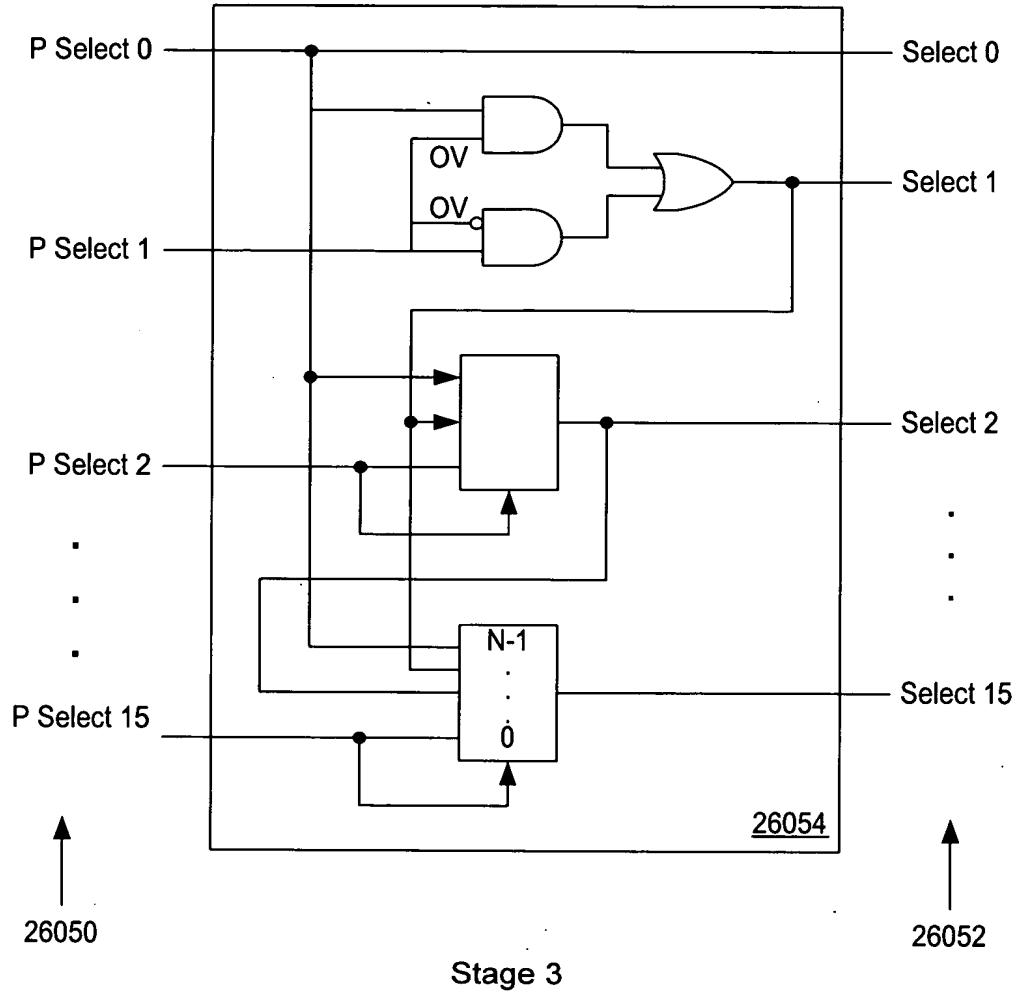 P Select 0
Select 0
OV
Select 1
OV
P Select 1
Select 2
P Select 2
N-1
Select 15
P Select 15
0
26054
26050
26052
Stage 3